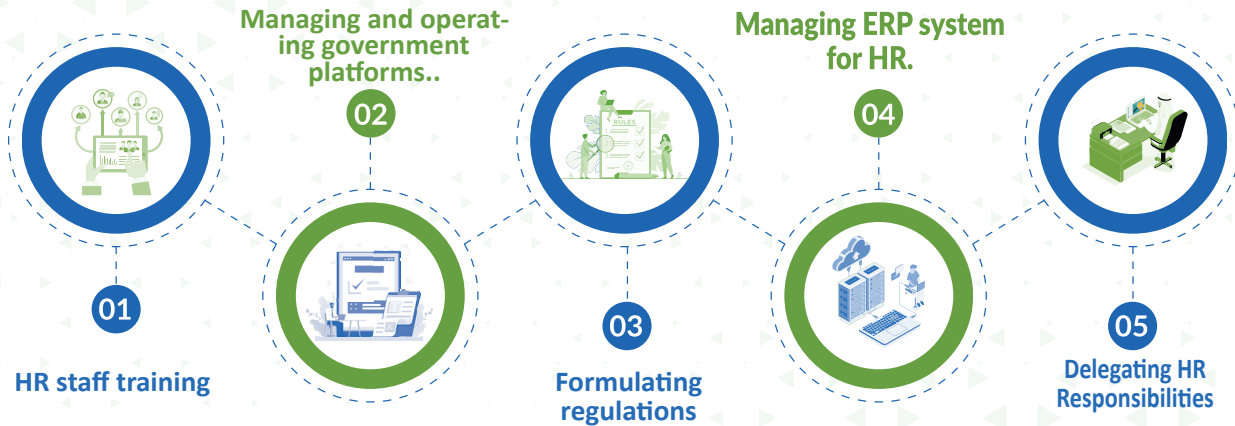 01
HR staff training
Managing and operat-
ing government
platforms..
02
RULES
03
Formulating
regulations
Managing ERP system
for HR.
04
05
Delegating HR
Responsibilities